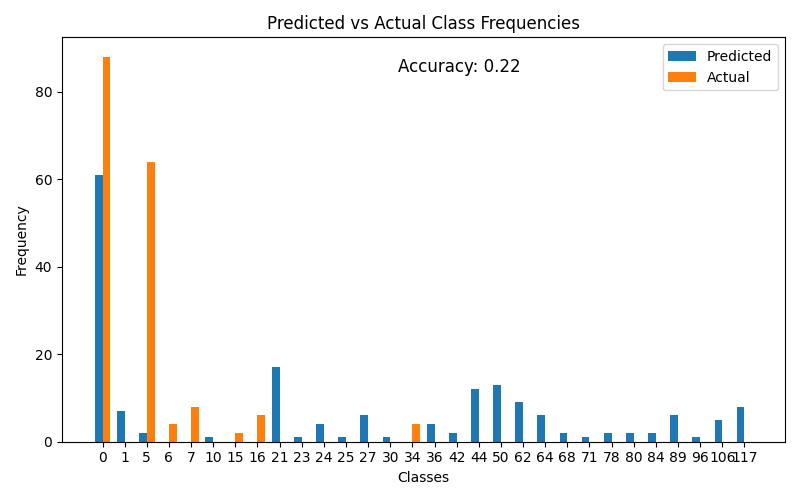 Predicted vs Actual Class Frequencies
Accuracy: 0.22
Predicted
Actual
Frequency
80
60
40
20
0
0 1 5 6 7 10 15 16 21 23 24 25 27 30 34 36 42 44 50 62 64 68 71 78 80 84 89 96 106 117
Classes